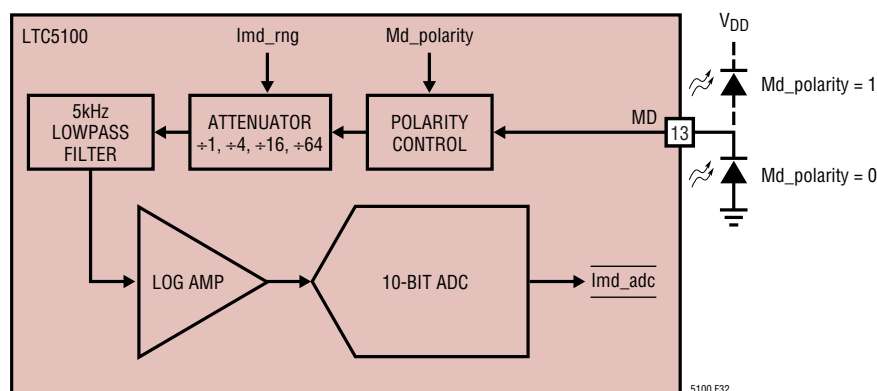 LTC5100
Imd_rng
Md_polarity
VDD
Md_polarity = 1
5kHz
LOWPASS
FILTER
ATTENUATOR
÷1, ÷4, ÷16, ÷64
POLARITY
CONTROL
MD
13
Md_polarity = 0
LOG AMP
10-BIT ADC
Imd_adc
5100 F32